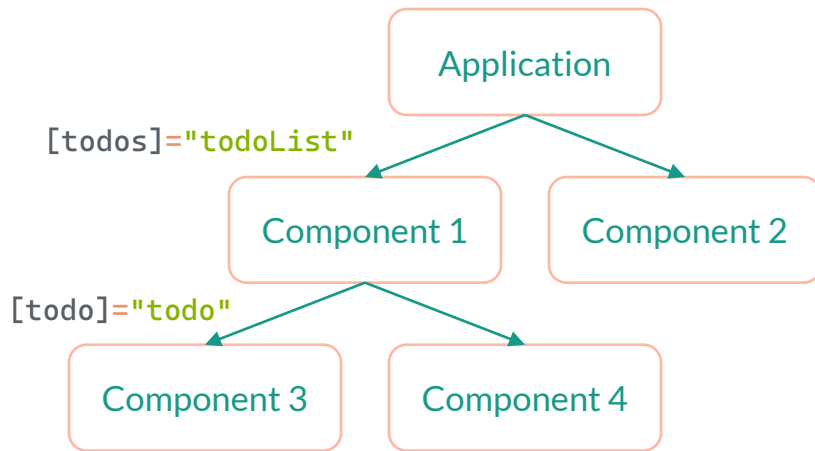 Application
[todos]="todoList"
Component 1
Component 2
[todo]="todo"
Component 3
Component 4